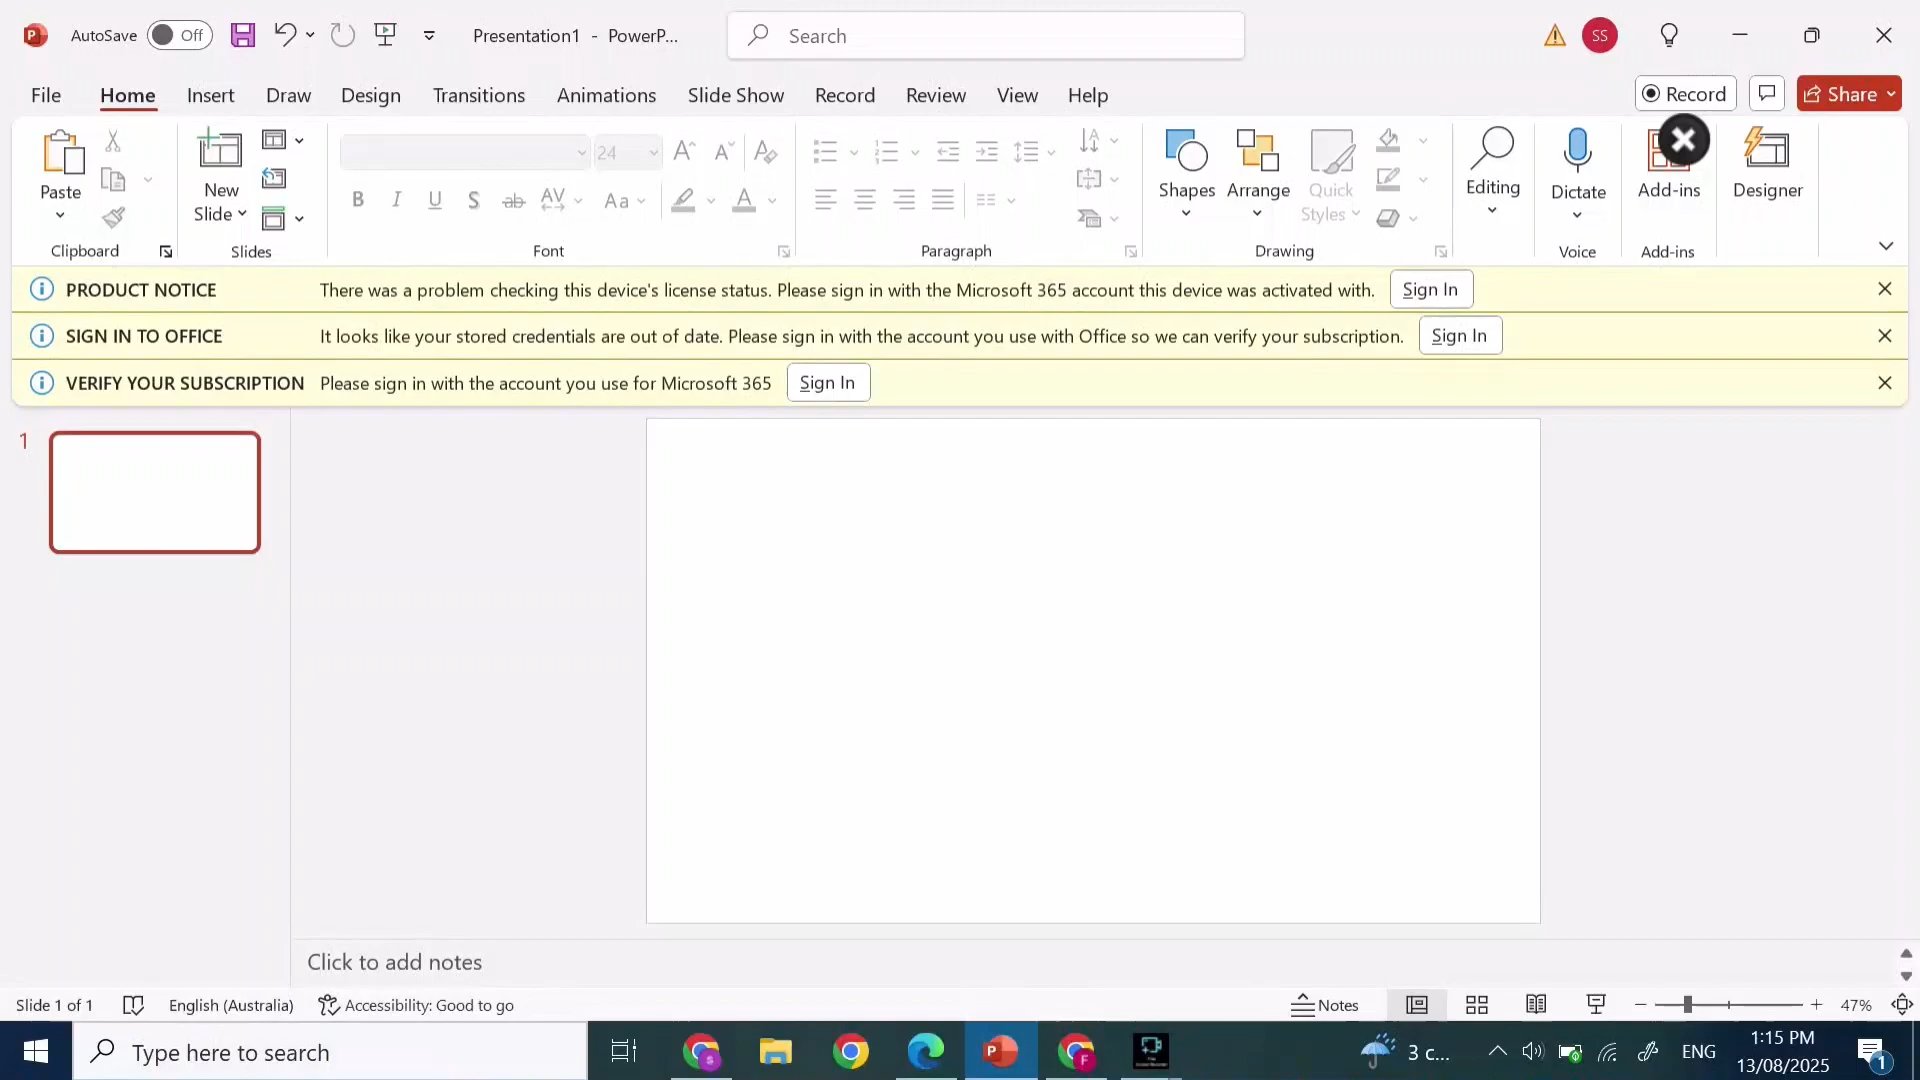 AutoSave Off Presentation1 - PowerP... Search SS
File Home Insert Draw Design Transitions Animations Slide Show Record Review View Help Record Share
Paste
Clipboard
New
Slide
Slides
24
B I U S ab AV Aa A
Font
Paragraph
Shapes Arrange Quick
Styles
Drawing
Editing
Dictate
Voice
Add-ins
Add-ins
Designer
PRODUCT NOTICE There was a problem checking this device's license status. Please sign in with the Microsoft 365 account this device was activated with. Sign In
SIGN IN TO OFFICE It looks like your stored credentials are out of date. Please sign in with the account you use with Office so we can verify your subscription. Sign In
VERIFY YOUR SUBSCRIPTION Please sign in with the account you use for Microsoft 365 Sign In
1
Click to add notes
Slide 1 of 1 English (Australia) Accessibility: Good to go Notes 47%
Type here to search 3 c... ENG 1:15 PM
13/08/2025 1